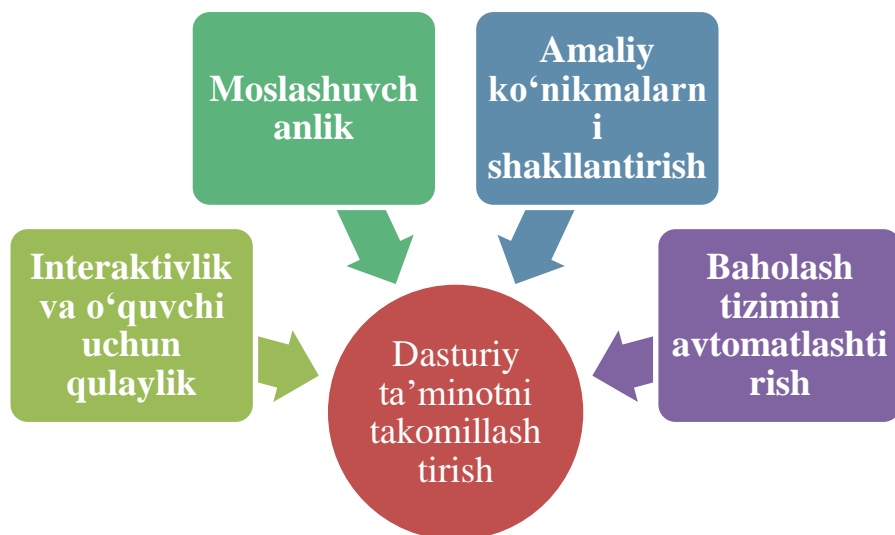 Moslashuvch
anlik
Amaliy
ko‘nikmalarn
i
shakllantirish
Interaktivlik
va o‘quvchi
uchun
qulaylik
Baholash
tizimini
avtomatlashti
rish
Dasturiy
ta’minotni
takomillash
tirish